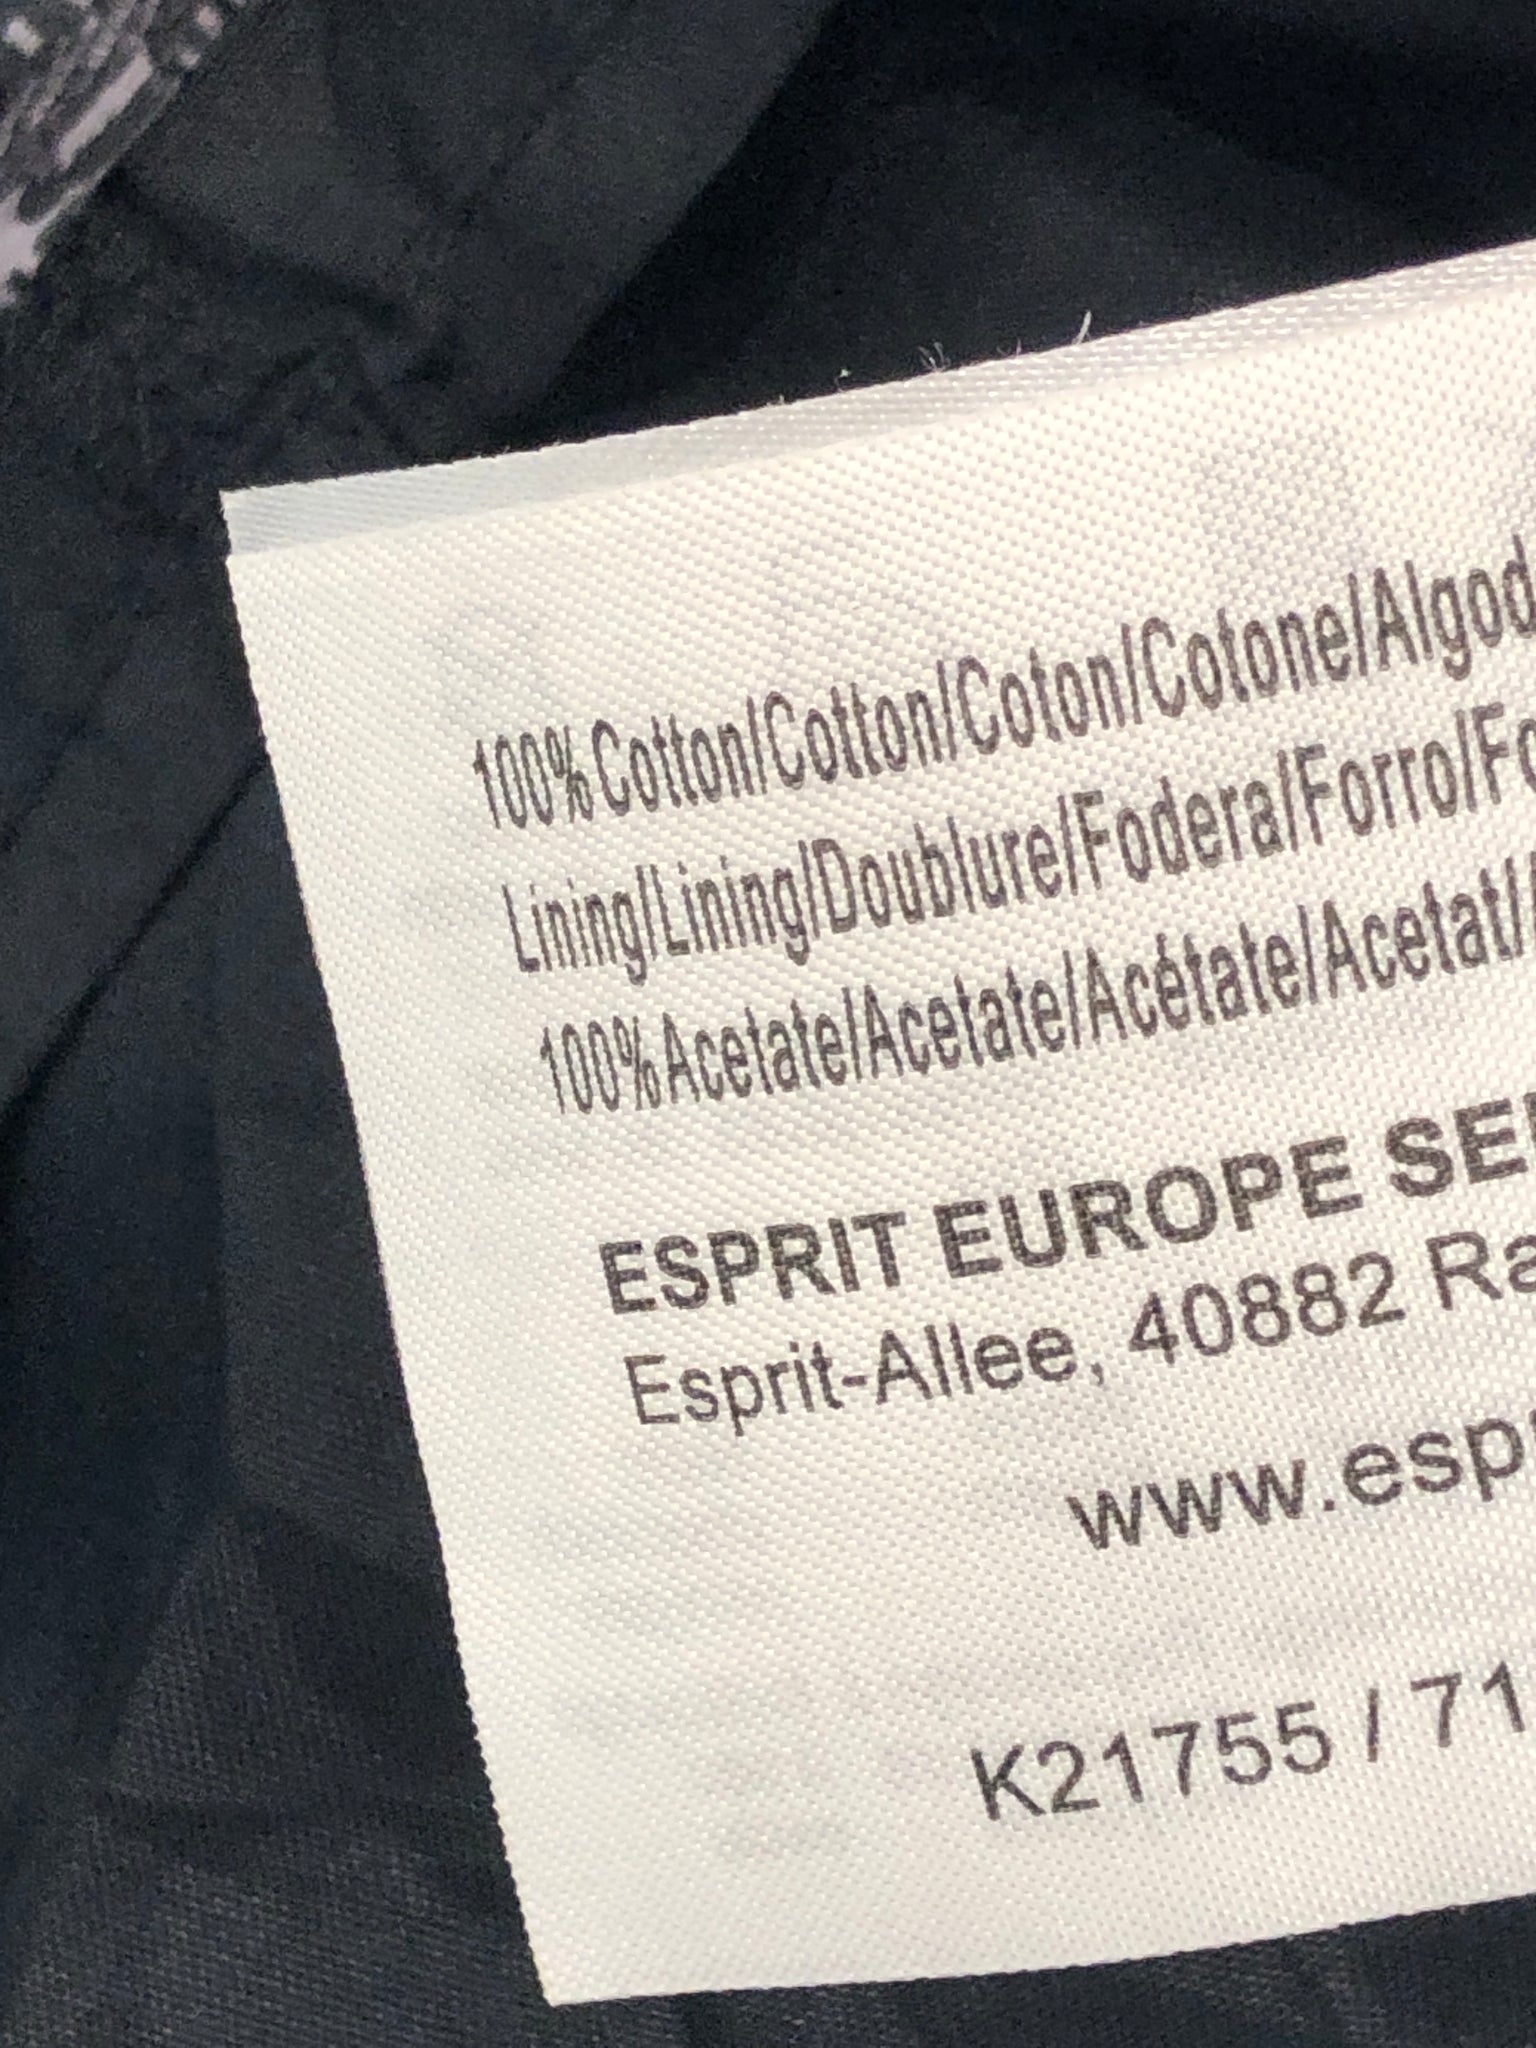 100%Cotton/Cotton/Coton/Cotone/Algod
Lining/Lining/Doublure/Fodera/Forro/Fo
100%Acetate/Acetate/Acétate/Acetat/
ESPRIT EUROPE SE
Esprit-Allee, 40882 Ra
www.esp
K21755 / 71